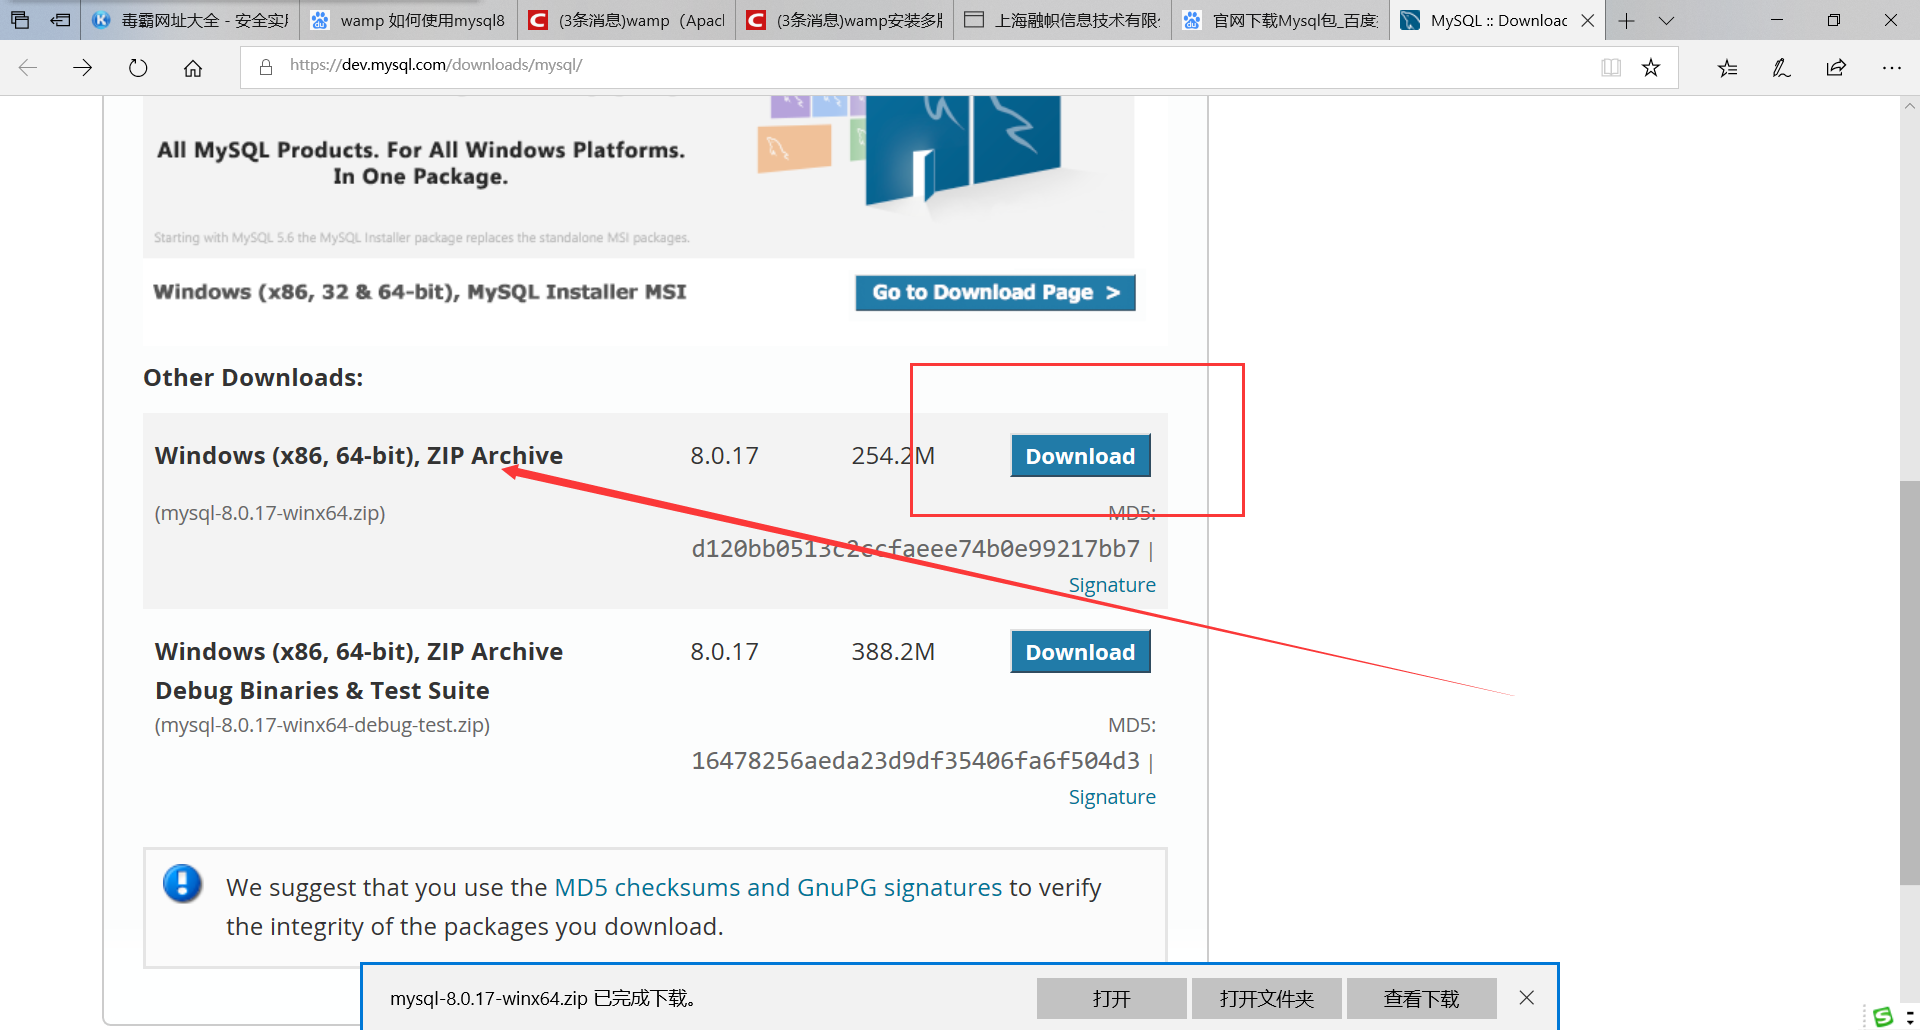 毒霸网址大全 - 安全实用
wamp 如何使用mysql8
(3条消息)wamp（Apac
(3条消息)wamp安装多版
上海融帜信息技术有限公
官网下载Mysql包_百度
MySQL :: Download
https://dev.mysql.com/downloads/mysql/
All MySQL Products. For All Windows Platforms.
In One Package.
Starting with MySQL 5.6 the MySQL Installer package replaces the standalone MSI packages.
Windows (x86, 32 & 64-bit), MySQL Installer MSI
Go to Download Page >
Other Downloads:
Windows (x86, 64-bit), ZIP Archive 8.0.17 254.2M Download
(mysql-8.0.17-winx64.zip) MD5:
d120bb0513c2ccfaeee74b0e99217bb7 |
Signature
Windows (x86, 64-bit), ZIP Archive 8.0.17 388.2M Download
Debug Binaries & Test Suite
(mysql-8.0.17-winx64-debug-test.zip) MD5:
16478256aeda23d9df35406fa6f504d3 |
Signature
We suggest that you use the MD5 checksums and GnuPG signatures to verify
the integrity of the packages you download.
mysql-8.0.17-winx64.zip 已完成下载。 打开 打开文件夹 查看下载